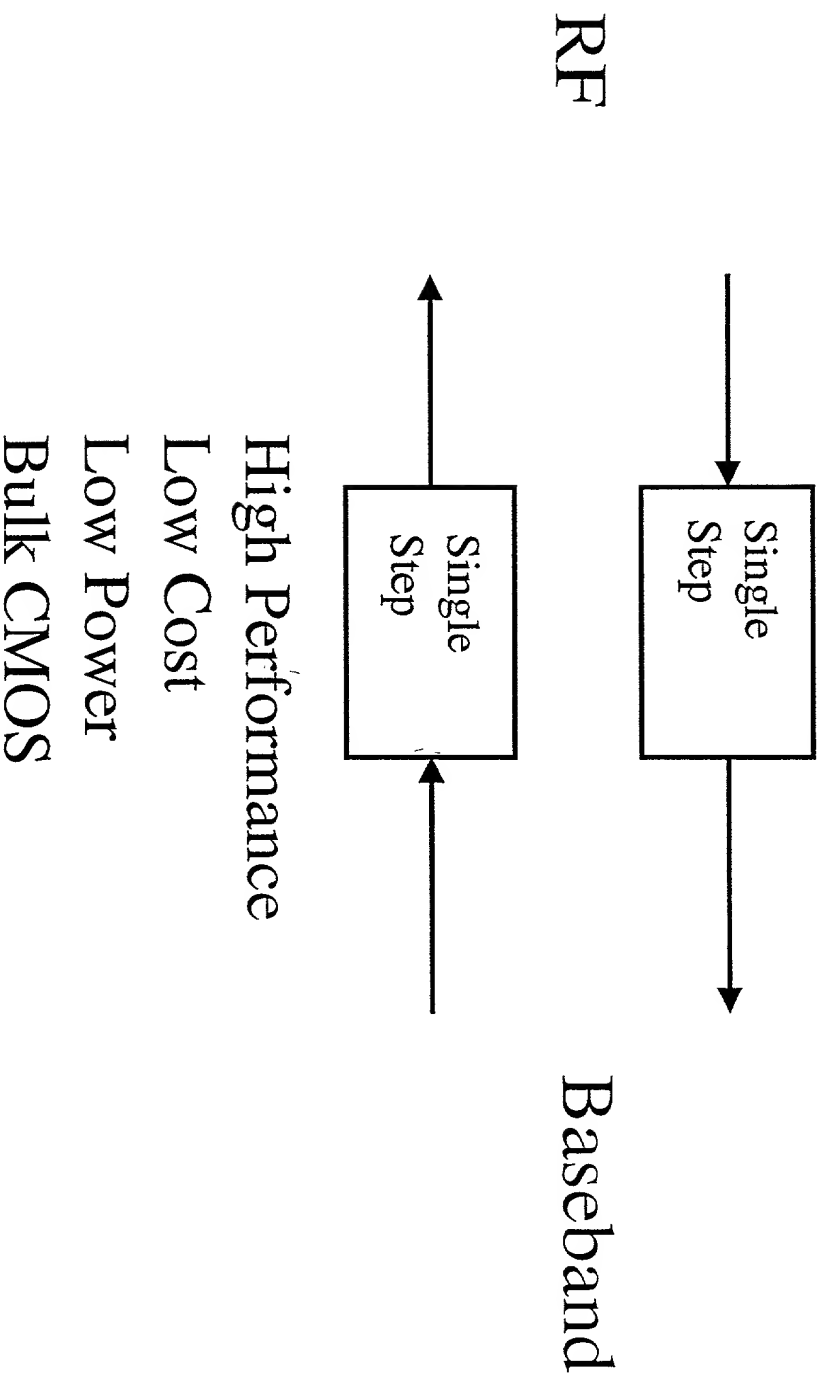 Single
Step
RF
Baseband
Single
Step
High Performance
Low Cost
Low Power
Bulk CMOS